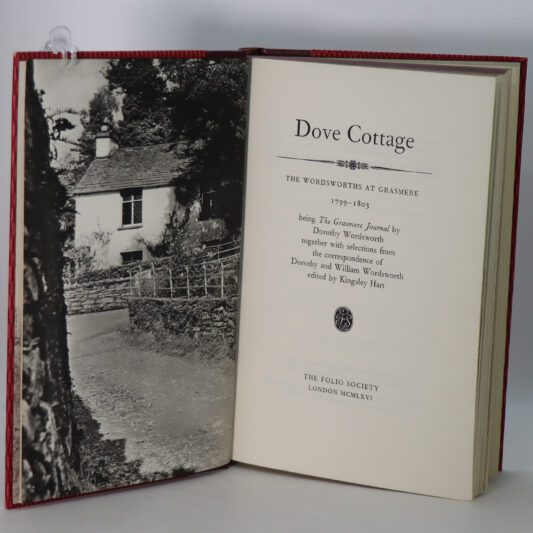 Dove Cottage
THE WORDSWORTHS AT GRASMERE
1799-1803
being The Grasmere Journal by
Dorothy Wordsworth
together with selections from
the correspondence of
Dorothy and William Wordsworth
edited by Kingsley Hart
THE FOLIO SOCIETY
LONDON MCMLXVI